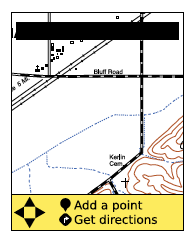 Bluff Road
Kerlin
Cem
Add a point
Get directions